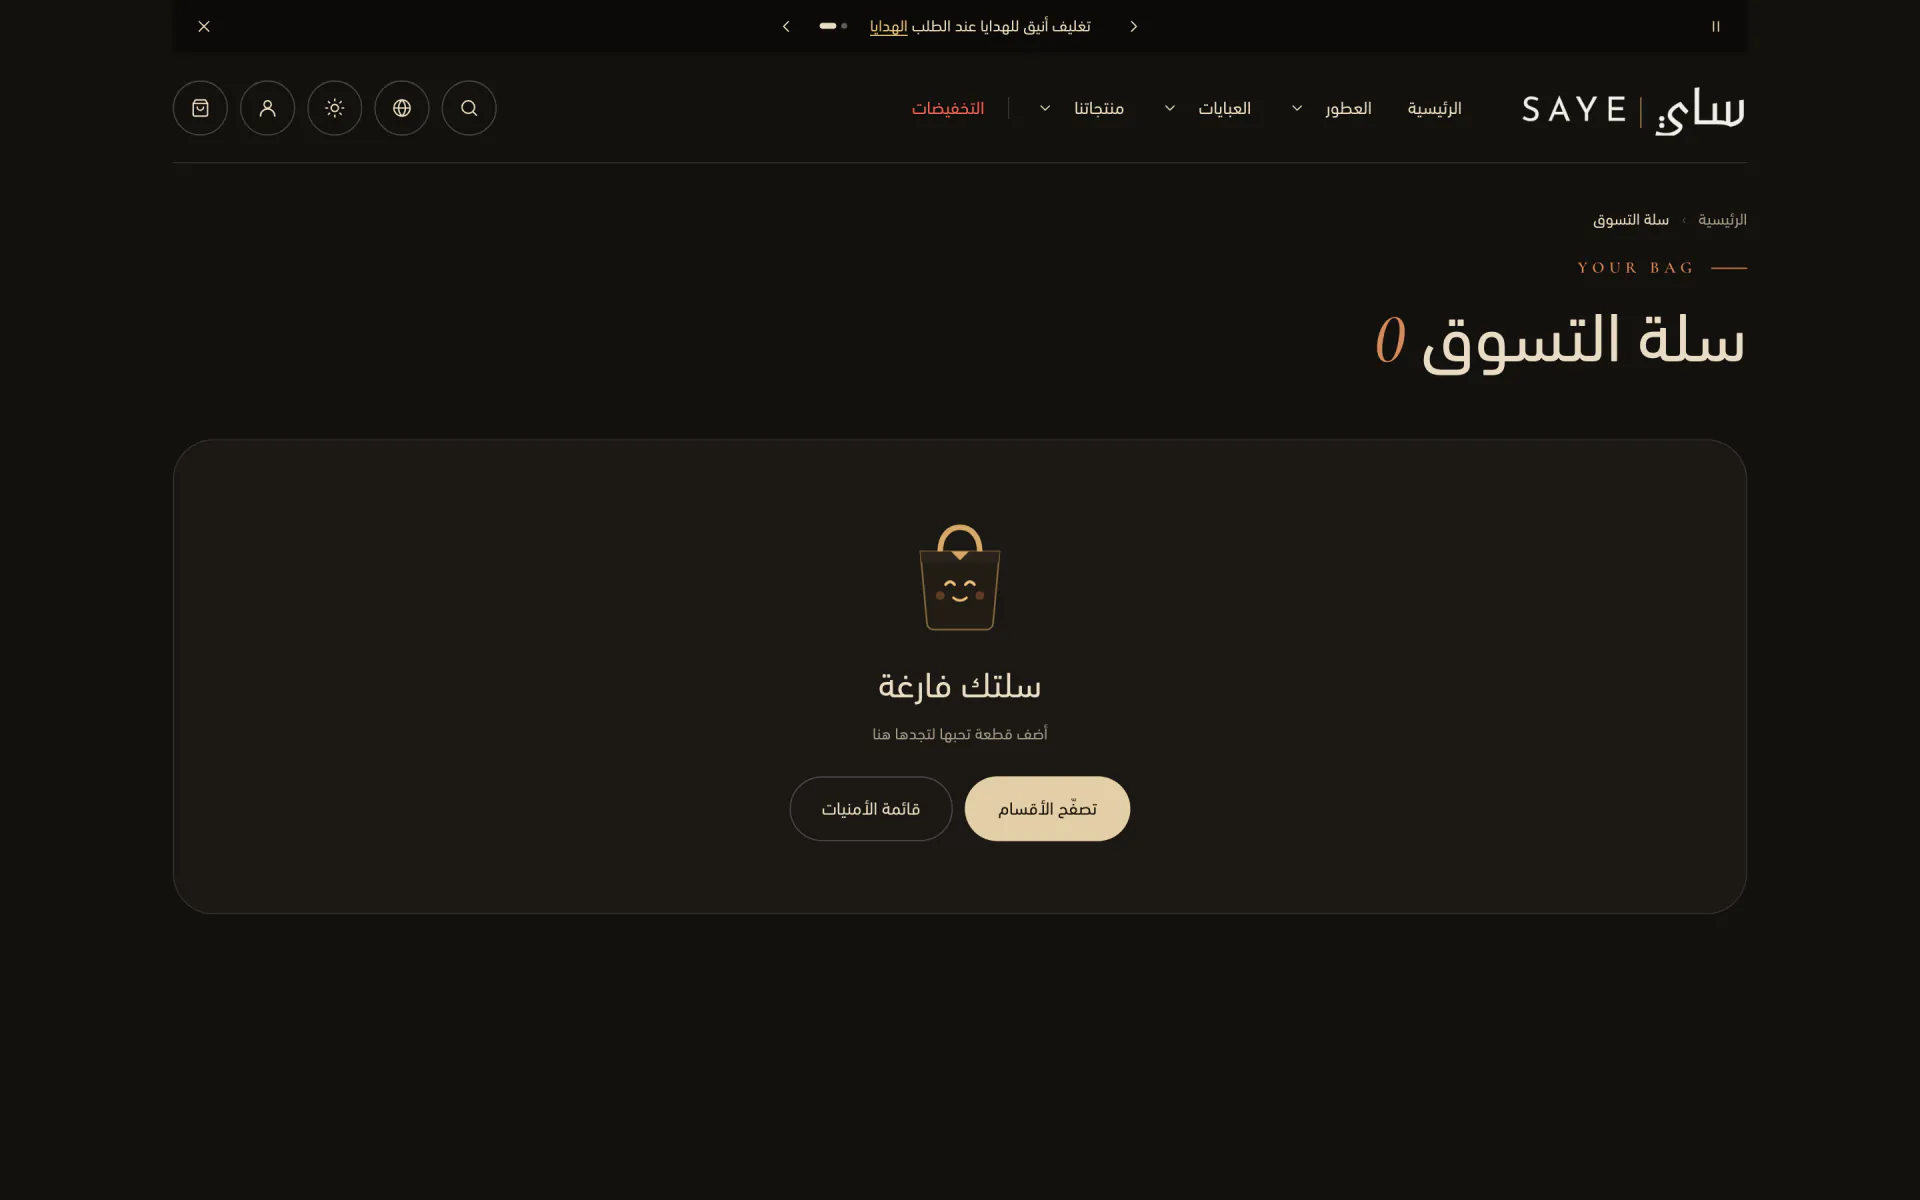 تغليف أنيق للهدايا عند الطلب الهدايا
ساي | SAYE
الرئيسية
العطور
العبايات
منتجاتنا
التخفيضات
الرئيسية › سلة التسوق
YOUR BAG
سلة التسوق 0
سلتك فارغة
أضف قطعة تحبها لتجدها هنا
تصفّح الأقسام
قائمة الأمنيات